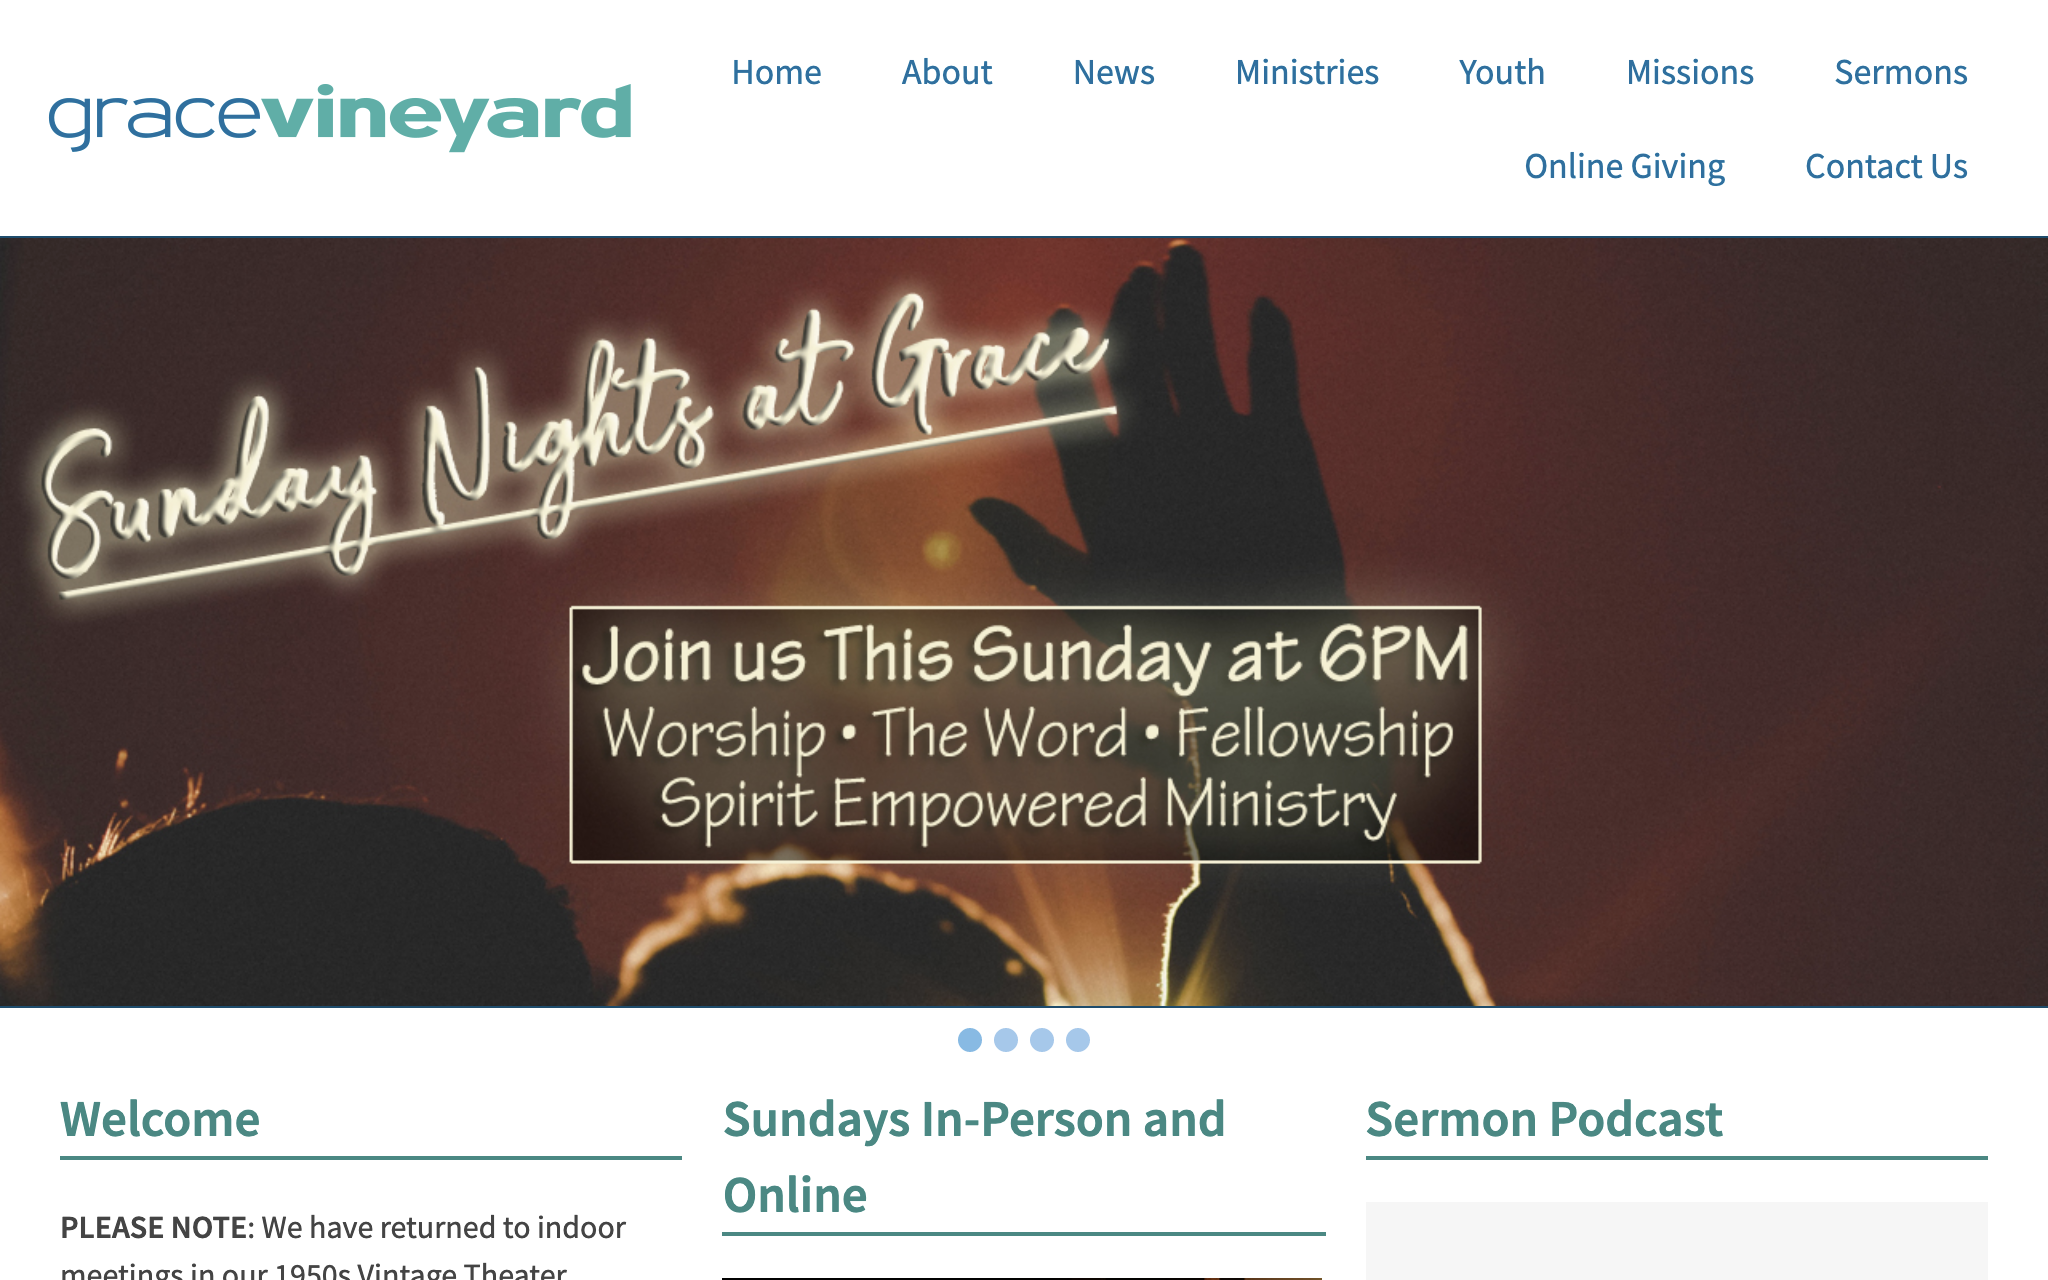 gracevineyard
Home About News Ministries Youth Missions Sermons
Online Giving Contact Us
Sunday Nights at Grace
Join us This Sunday at 6PM
Worship • The Word • Fellowship
Spirit Empowered Ministry
Welcome
PLEASE NOTE: We have returned to indoor
meetings in our 1950s Vintage Theater
Sundays In-Person and
Online
Sermon Podcast